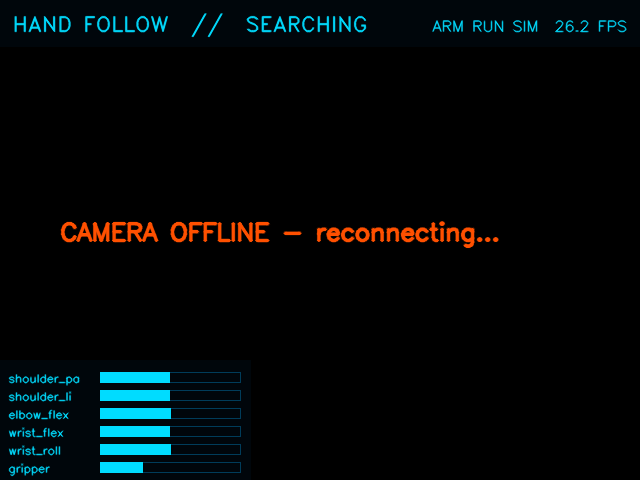 HAND FOLLOW // SEARCHING
ARM RUN SIM 26.2 FPS
CAMERA OFFLINE — reconnecting...
shoulder_pa
shoulder_li
elbow_flex
wrist_flex
wrist_roll
gripper